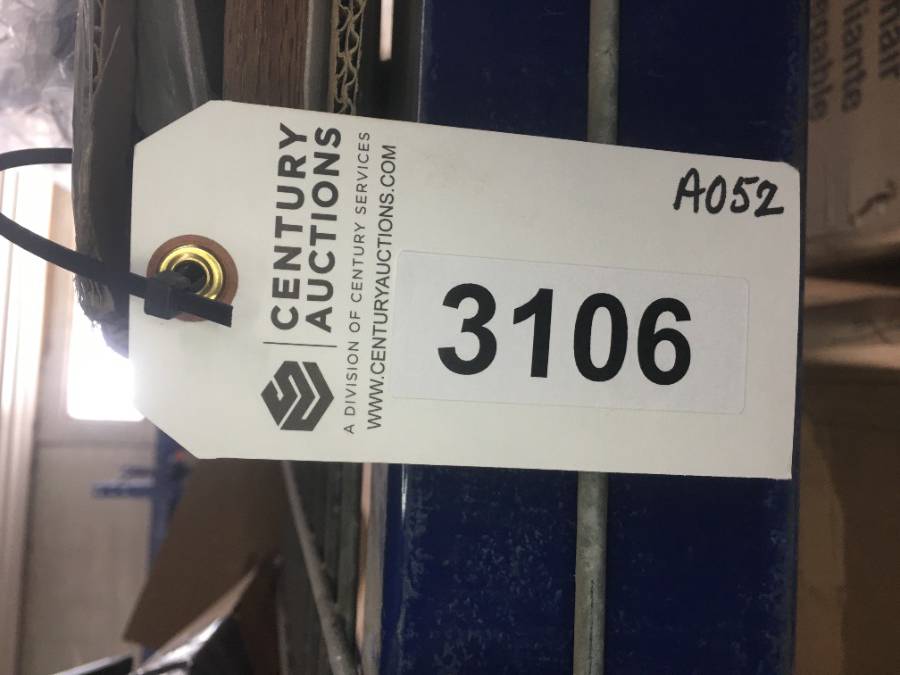 CENTURY
AUCTIONS
A DIVISION OF CENTURY SERVICES
WWW.CENTURYAUCTIONS.COM
3106
A052